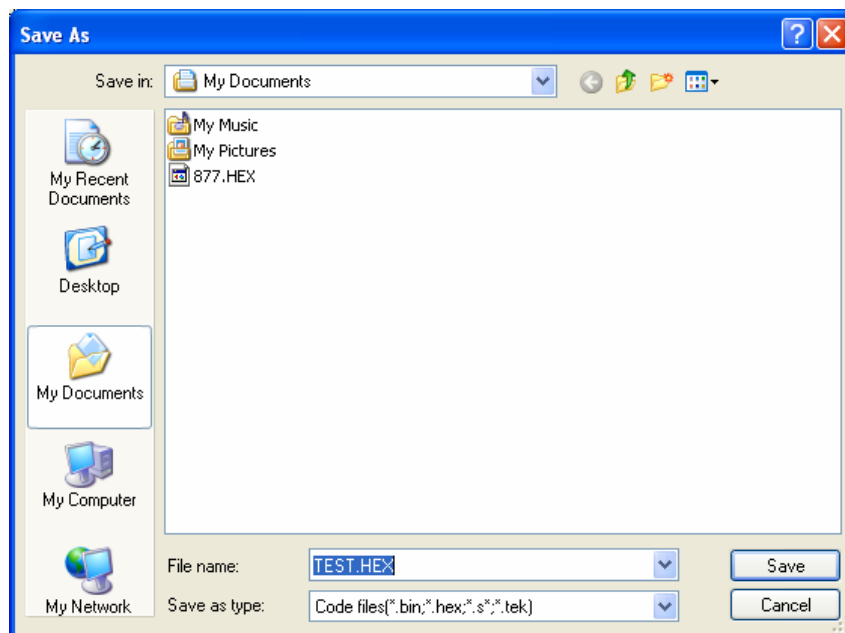 Save As
Save in:
My Documents
My Music
My Pictures
877.HEX
My Recent
Documents
Desktop
My Documents
My Computer
My Network
File name:
TEST.HEX
Save
Save as type:
Code files(*.bin;*.hex;*.s*;*.tek)
Cancel